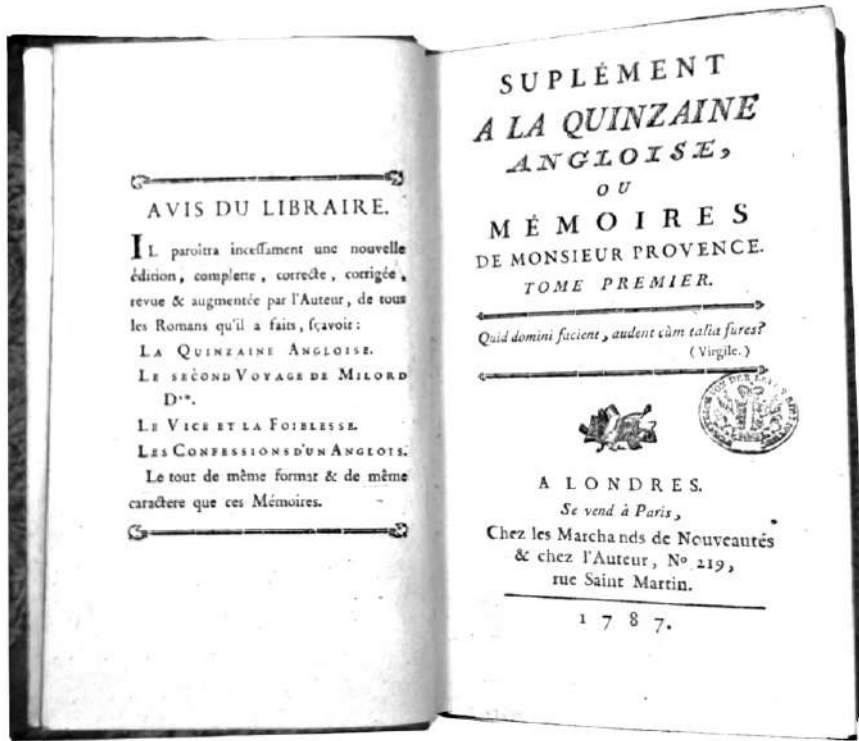 AVIS DU LIBRAIRE.
IL paroîtra incessament une nouvelle
édition, complette, correcte, corrigée,
revue & augmentée par l'Auteur, de tous
les Romans qu'il a faits, sçavoir :
LA QUINZAINE ANGLOISE.
LE SECOND VOYAGE DE MILORD
D***.
LE VICE ET LA FOIBLESSE.
LES CONFESSIONS D'UN ANGLOIS.
Le tout de même format & de même
caractere que ces Mémoires.
SUPLÉMENT
A LA QUINZAINE
ANGLOISE,
OU
MÉMOIRES
DE MONSIEUR PROVENCE.
TOME PREMIER.
Quid domini facient, audent cùm talia fures?
(Virgile.)
A LONDRES.
Se vend à Paris,
Chez les Marchands de Nouveautés
& chez l'Auteur, Nº 219,
rue Saint Martin.
1787.